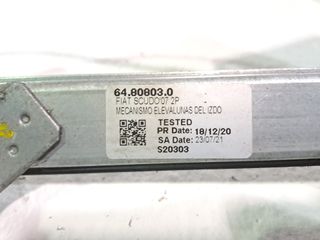 64.80803.0
FIAT SCUDO'07 2P
MECANISMO ELEVALUNAS DEL IZDO
TESTED
PR Date: 18/12/20
SA Date: 23/07/21
S20303